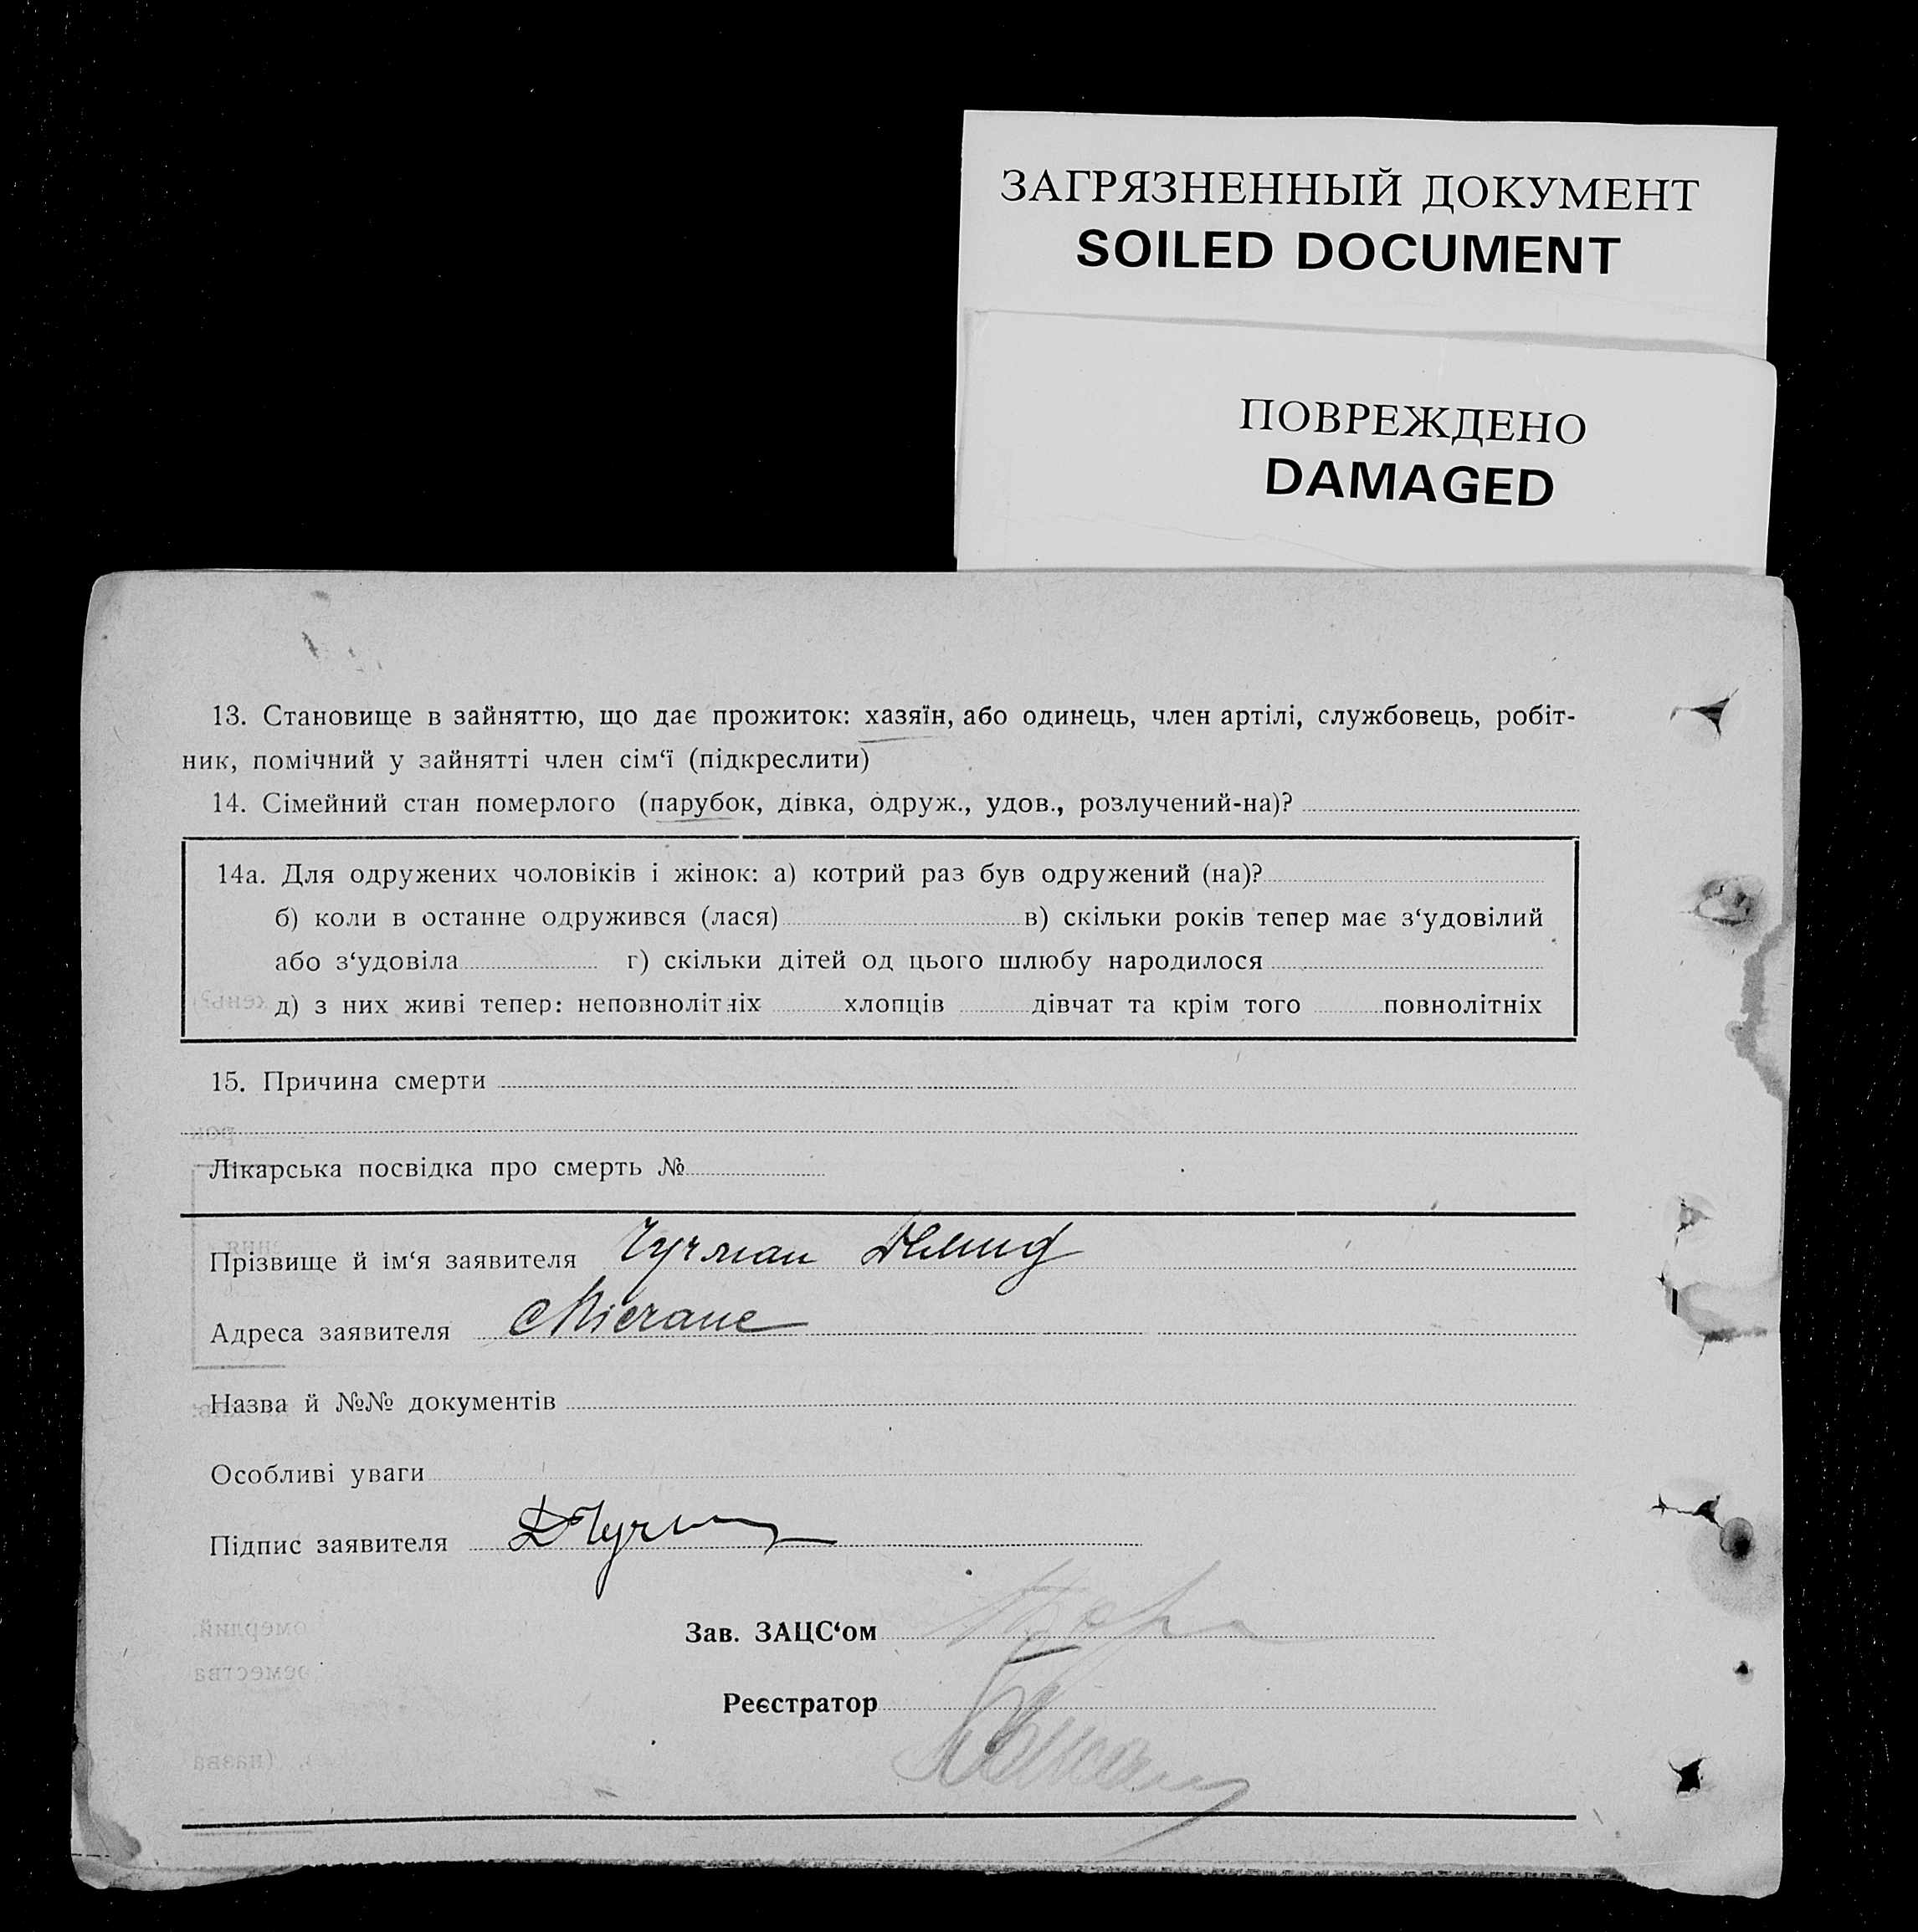 ЗАГРЯЗНЕННЫЙ ДОКУМЕНТ
SOILED DOCUMENT
ПОВРЕЖДЕНО
DAMAGED
13. Становище в зайняттю, що дає прожиток: хазяїн, або одинець, член артілі, службовець, робіт-
ник, помічний у зайнятті член сім‘ї (підкреслити)
14. Сімейний стан померлого (парубок, дівка, одруж., удов., розлучений-на)?
14а. Для одружених чоловіків і жінок: а) котрий раз був одружений (на)?
б) коли в останне одружився (лася) в) скільки років тепер має з‘удовілий
або з‘удовіла г) скільки дітей од цього шлюбу народилося
д) з них живі тепер: неповнолітніх хлопців дівчат та крім того повнолітніх
15. Причина смерти
Лікарська посвідка про смерть №
Прізвище й ім‘я заявителя Чучман Демид
Адреса заявителя
Назва й №№ документів
Особливі уваги
Підпис заявителя
Зав. ЗАЦС‘ом
Реєстратор